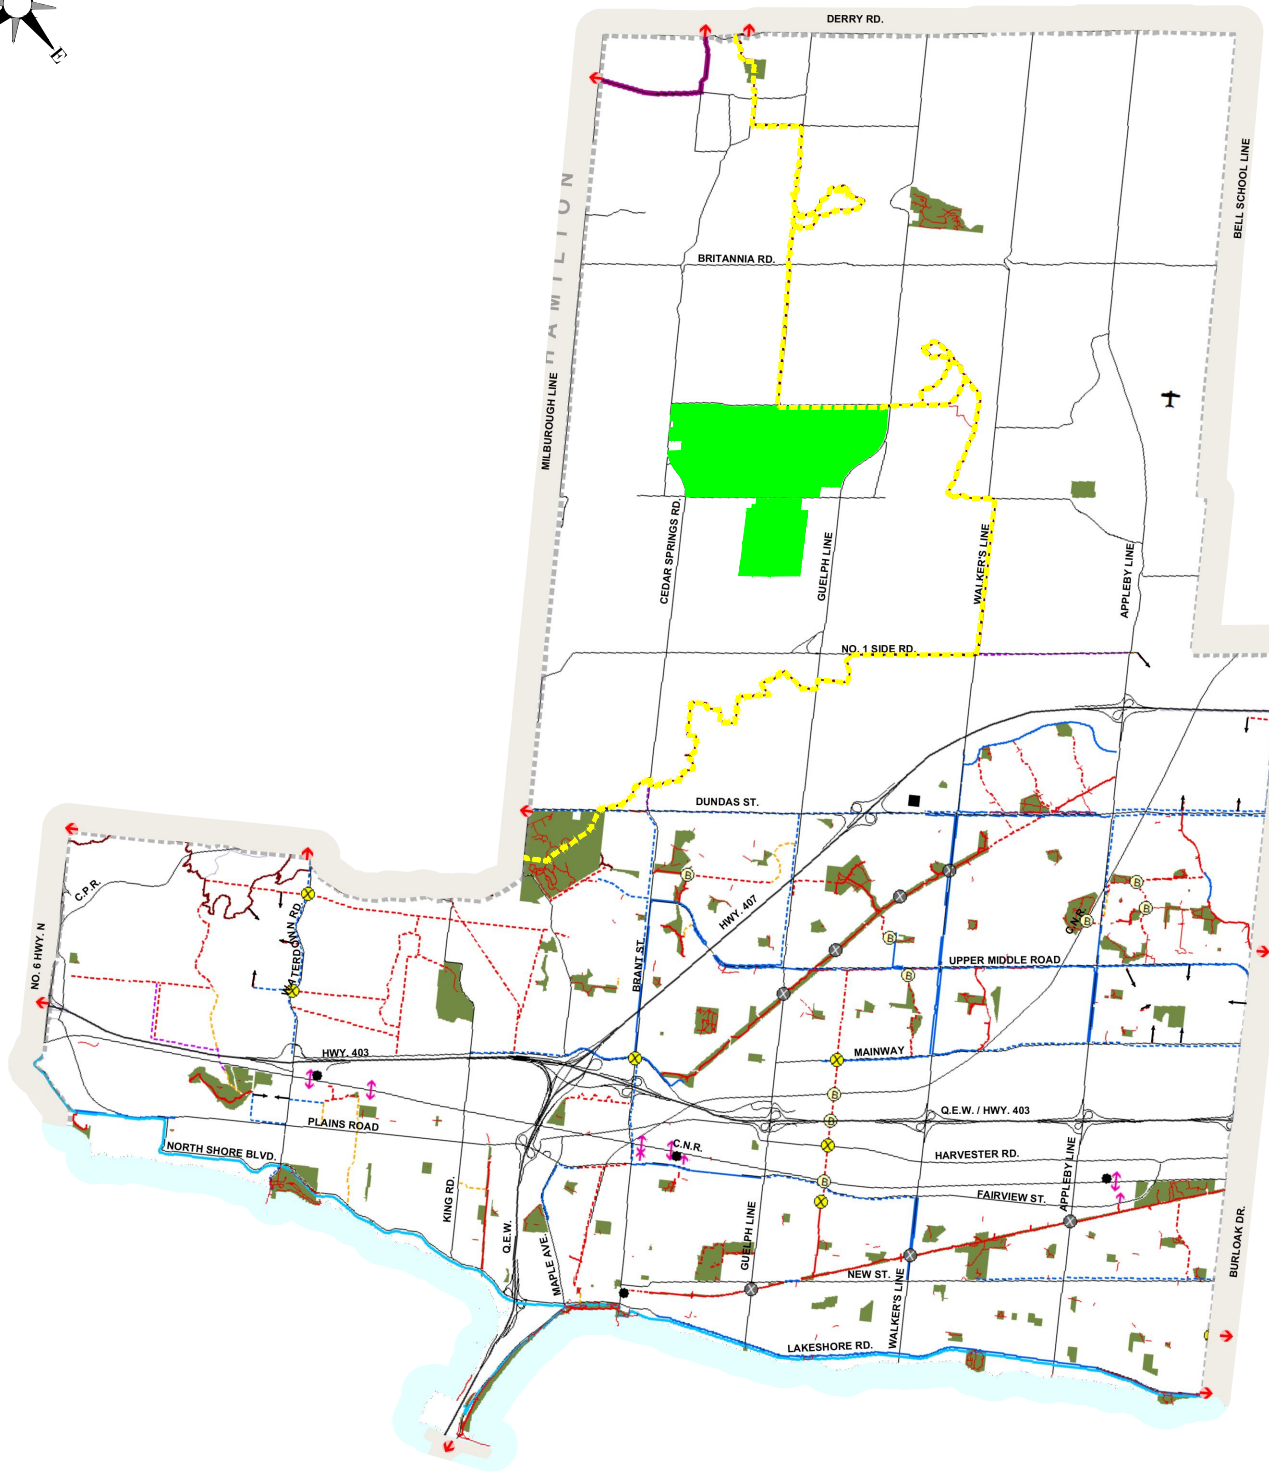 E
DERRY RD.
BELL SCHOOL LINE
HAMILTON
BRITANNIA RD.
MILBUROUGH LINE
CEDAR SPRINGS RD.
GUELPH LINE
WALKER'S LINE
APPLEBY LINE
NO. 1 SIDE RD.
DUNDAS ST.
C.P.R.
B
B
NO. 6 HWY. N
WATERDOWN RD.
HWY. 407
C.N.R.
B
B
B
BRANT ST.
UPPER MIDDLE ROAD
B
HWY. 403
MAINWAY
B
Q.E.W. / HWY. 403
B
PLAINS ROAD
NORTH SHORE BLVD.
C.N.R.
HARVESTER RD.
B
FAIRVIEW ST.
APPLEBY LINE
KING RD.
Q.E.W.
MAPLE AVE.
GUELPH LINE
NEW ST.
WALKER'S LINE
BURLOAK DR.
LAKESHORE RD.